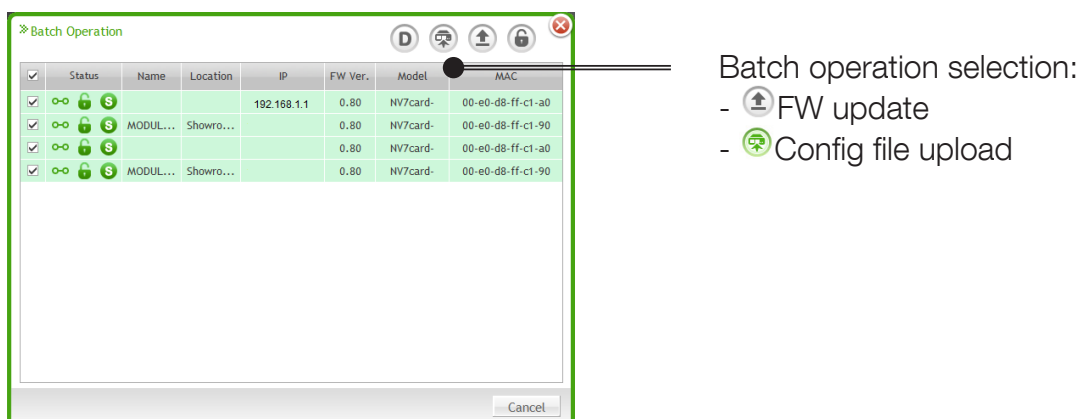 »Batch Operation
D
Status Name Location IP FW Ver. Model MAC
S 192.168.1.1 0.80 NV7card- 00-e0-d8-ff-c1-a0
S MODUL... Showro... 0.80 NV7card- 00-e0-d8-ff-c1-90
S 0.80 NV7card- 00-e0-d8-ff-c1-a0
S MODUL... Showro... 0.80 NV7card- 00-e0-d8-ff-c1-90
Cancel
Batch operation selection:
- FW update
- Config file upload